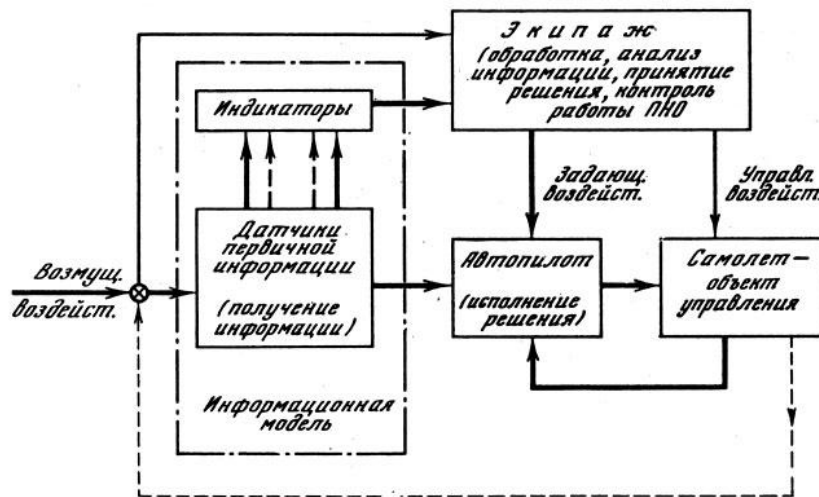 Экипаж
(обработка, анализ
информации, принятие
решения, контроль
работы ПНО
Индикаторы
Задающ.
воздейст.
Управл.
воздейст.
Датчики
первичной
информации
(получение
информации)
Автопилот
(исполнение
решения)
Самолет—
объект
управления
Возмущ.
воздейст.
Информационная
модель